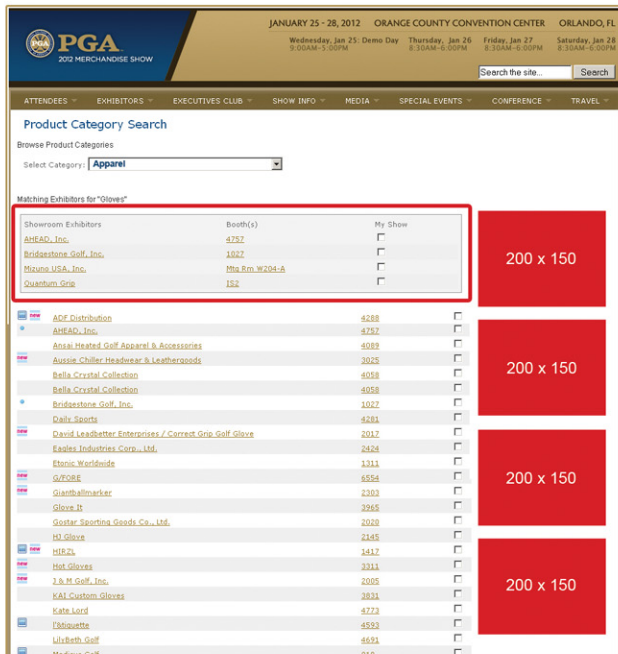 JANUARY 25 - 28, 2012 ORANGE COUNTY CONVENTION CENTER ORLANDO, FL
Wednesday, Jan 25: Demo Day Thursday, Jan 26 Friday, Jan 27 Saturday, Jan 28
9:00AM-5:00PM 8:30AM-6:00PM 8:30AM-6:00PM 8:30AM-3:00PM
PGA
2012 MERCHANDISE SHOW
Search the site... Search
ATTENDEES EXHIBITORS EXECUTIVES CLUB SHOW INFO MEDIA SPECIAL EVENTS CONFERENCE TRAVEL
Product Category Search
Browse Product Categories
Select Category: Apparel
Matching Exhibitors for "Gloves"
Showroom Exhibitors Booth(s) My Show
AHEAD, Inc. 4757
Bridgestone Golf, Inc. 1027
Mizuno USA, Inc. Mtg Rm W204-A
Quantum Grip IS2
200 x 150
new ADF Distribution 4288
AHEAD, Inc. 4757
Ansai Heated Golf Apparel & Accessories 4089
new Aussie Chiller Headwear & Leathergoods 3025
Bella Crystal Collection 4058
Bella Crystal Collection 4058
Bridgestone Golf, Inc. 1027
Daily Sports 4281
200 x 150
new David Leadbetter Enterprises / Correct Grip Golf Glove 2017
Eagles Industries Corp., Ltd. 2424
Etonic Worldwide 1311
new G/FORE 6554
new Giantballmarker 2303
Glove It 3965
Gostar Sporting Goods Co., Ltd. 2020
200 x 150
HJ Glove 2145
new HIRZL 1417
new Hot Gloves 3311
new J & M Golf, Inc. 2005
KAI Custom Gloves 3831
Kate Lord 4773
l'étiquette 4593
LilyBeth Golf 4691
200 x 150